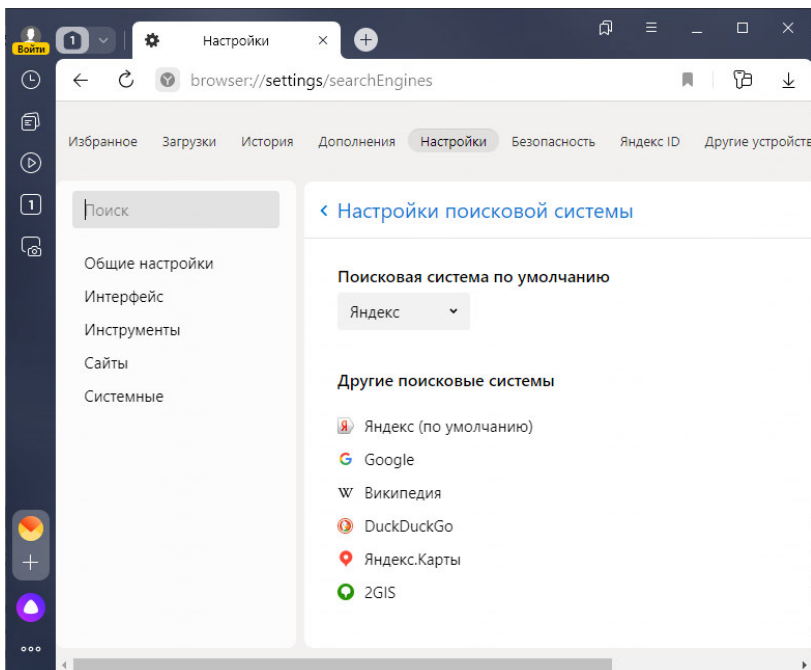 Войти
1
Настройки
browser://settings/searchEngines
Избранное Загрузки История Дополнения Настройки Безопасность Яндекс ID Другие устройств
1
Поиск
Настройки поисковой системы
Общие настройки
Интерфейс
Инструменты
Сайты
Системные
Поисковая система по умолчанию
Яндекс
Другие поисковые системы
Я Яндекс (по умолчанию)
G Google
W Википедия
DuckDuckGo
Яндекс.Карты
2GIS